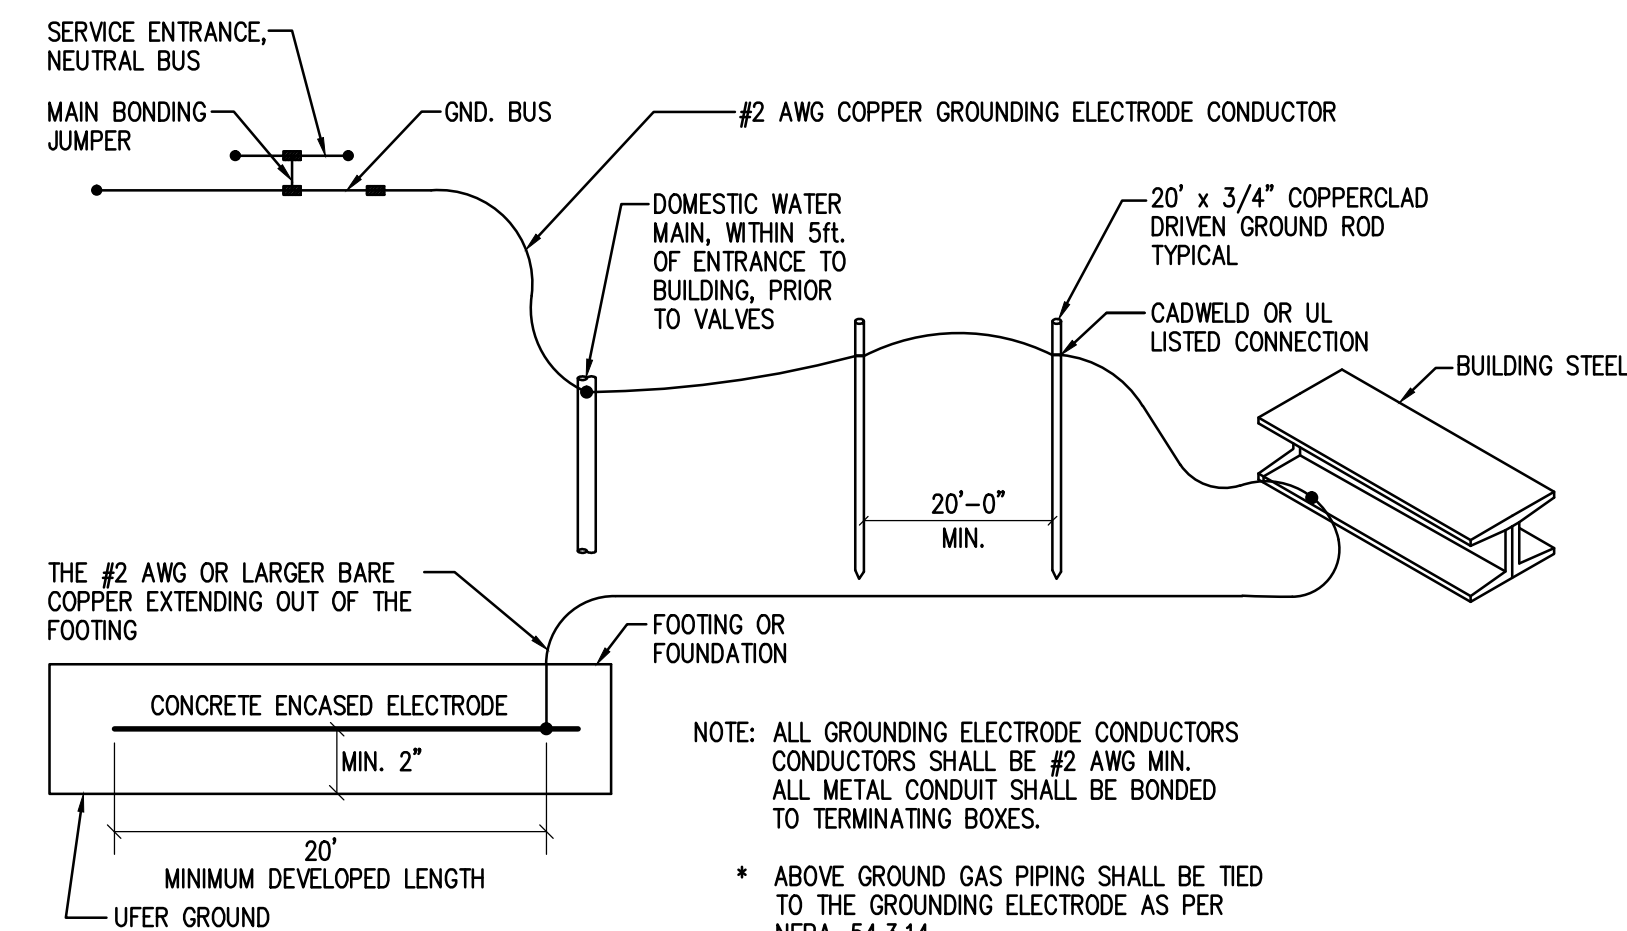 SERVICE ENTRANCE,
NEUTRAL BUS
MAIN BONDING
JUMPER
GND. BUS
#2 AWG COPPER GROUNDING ELECTRODE CONDUCTOR
DOMESTIC WATER
MAIN, WITHIN 5ft.
OF ENTRANCE TO
BUILDING, PRIOR
TO VALVES
20' x 3/4" COPPERCLAD
DRIVEN GROUND ROD
TYPICAL
CADWELD OR UL
LISTED CONNECTION
BUILDING STEEL
20'-0"
MIN.
THE #2 AWG OR LARGER BARE
COPPER EXTENDING OUT OF THE
FOOTING
FOOTING OR
FOUNDATION
CONCRETE ENCASED ELECTRODE
MIN. 2"
20'
MINIMUM DEVELOPED LENGTH
UFER GROUND
NOTE: ALL GROUNDING ELECTRODE CONDUCTORS
CONDUCTORS SHALL BE #2 AWG MIN.
ALL METAL CONDUIT SHALL BE BONDED
TO TERMINATING BOXES.
* ABOVE GROUND GAS PIPING SHALL BE TIED
TO THE GROUNDING ELECTRODE AS PER